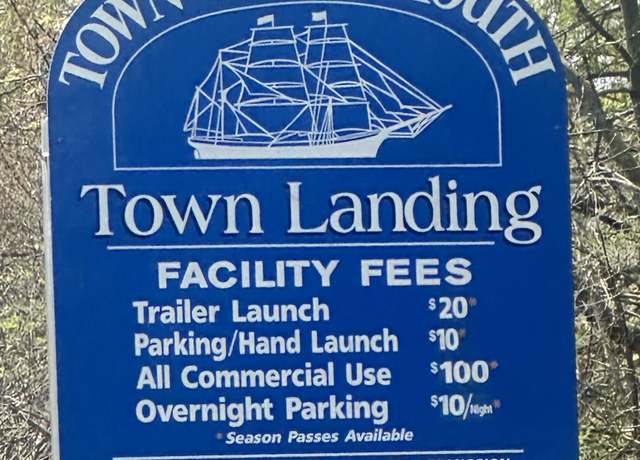 TOWN
Town Landing
FACILITY FEES
Trailer Launch $20*
Parking/Hand Launch $10*
All Commercial Use $100*
Overnight Parking $10/Night*
*Season Passes Available